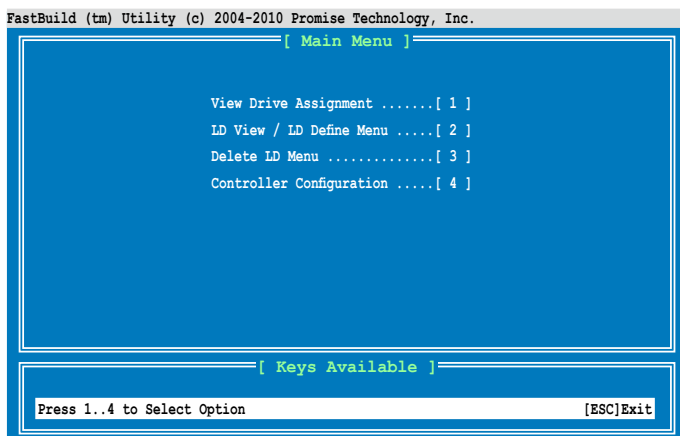 FastBuild (tm) Utility (c) 2004-2010 Promise Technology, Inc.
[ Main Menu ]
View Drive Assignment .......[ 1 ]
LD View / LD Define Menu .....[ 2 ]
Delete LD Menu ..............[ 3 ]
Controller Configuration .....[ 4 ]
[ Keys Available ]
Press 1..4 to Select Option [ESC]Exit